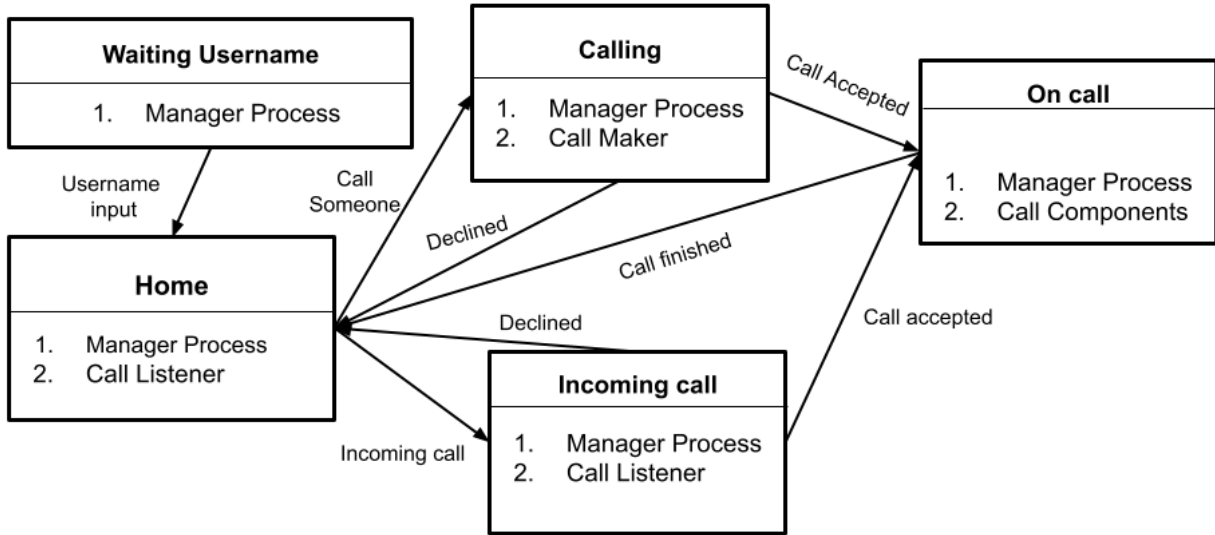 Waiting Username
1. Manager Process
Username
input
Home
1. Manager Process
2. Call Listener
Call
Someone
Calling
1. Manager Process
2. Call Maker
Call Accepted
Declined
Call finished
On call
1. Manager Process
2. Call Components
Declined
Call accepted
Incoming call
Incoming call
1. Manager Process
2. Call Listener